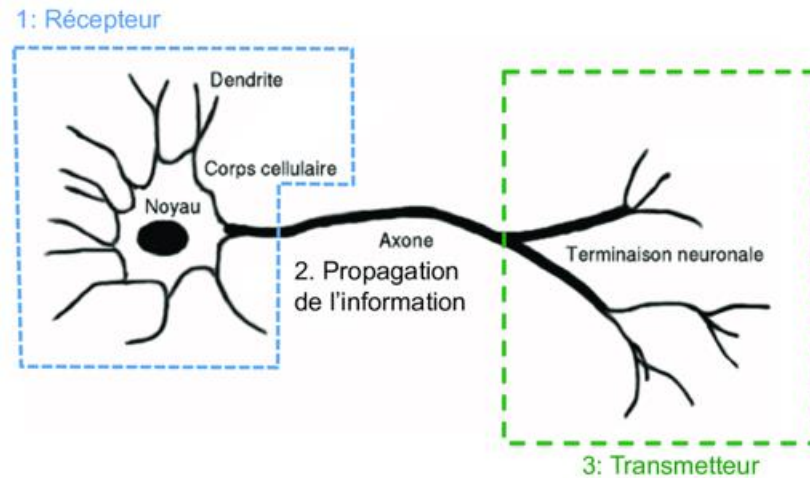 1: Récepteur
Dendrite
Corps cellulaire
Noyau
Axone
2. Propagation
de l'information
Terminaison neuronale
3: Transmetteur